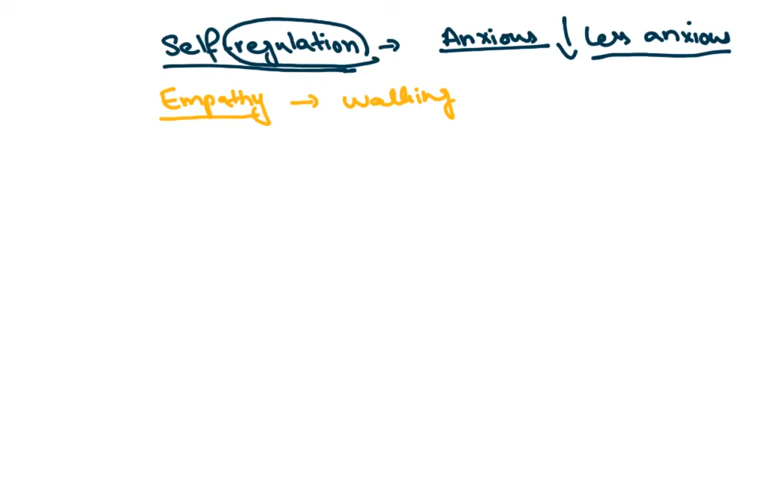 Self regulation → Anxious ↓ Less anxious
Empathy → walking